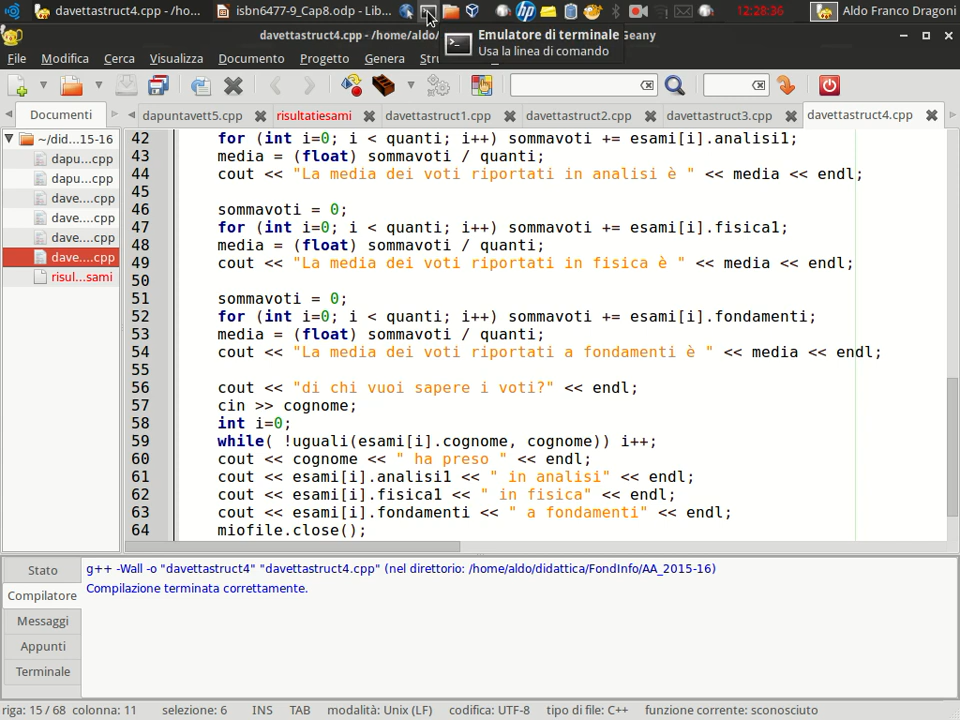 davettastruct4.cpp - /ho...
isbn6477-9_Cap8.odp - Lib...
12:28:36
Aldo Franco Dragoni
davettastruct4.cpp - /home/aldo/
Geany
Emulatore di terminale
Usa la linea di comando
File Modifica Cerca Visualizza Documento Progetto Genera Stru
Documenti
dapuntavett5.cpp risultatiesami davettastruct1.cpp davettastruct2.cpp davettastruct3.cpp davettastruct4.cpp
~/did...15-16
dapu....cpp
dapu....cpp
dave....cpp
dave....cpp
dave....cpp
dave....cpp
risul...sami
42 for (int i=0; i < quanti; i++) sommavoti += esami[i].analisi1;
43 media = (float) sommavoti / quanti;
44 cout << "La media dei voti riportati in analisi è " << media << endl;
45
46 sommavoti = 0;
47 for (int i=0; i < quanti; i++) sommavoti += esami[i].fisica1;
48 media = (float) sommavoti / quanti;
49 cout << "La media dei voti riportati in fisica è " << media << endl;
50
51 sommavoti = 0;
52 for (int i=0; i < quanti; i++) sommavoti += esami[i].fondamenti;
53 media = (float) sommavoti / quanti;
54 cout << "La media dei voti riportati a fondamenti è " << media << endl;
55
56 cout << "di chi vuoi sapere i voti?" << endl;
57 cin >> cognome;
58 int i=0;
59 while( !uguali(esami[i].cognome, cognome)) i++;
60 cout << cognome << " ha preso " << endl;
61 cout << esami[i].analisi1 << " in analisi" << endl;
62 cout << esami[i].fisica1 << " in fisica" << endl;
63 cout << esami[i].fondamenti << " a fondamenti" << endl;
64 miofile.close();
Stato
Compilatore
Messaggi
Appunti
Terminale
g++ -Wall -o "davettastruct4" "davettastruct4.cpp" (nel direttorio: /home/aldo/didattica/FondInfo/AA_2015-16)
Compilazione terminata correttamente.
riga: 15 / 68 colonna: 11 selezione: 6 INS TAB modalità: Unix (LF) codifica: UTF-8 tipo di file: C++ funzione corrente: sconosciuto